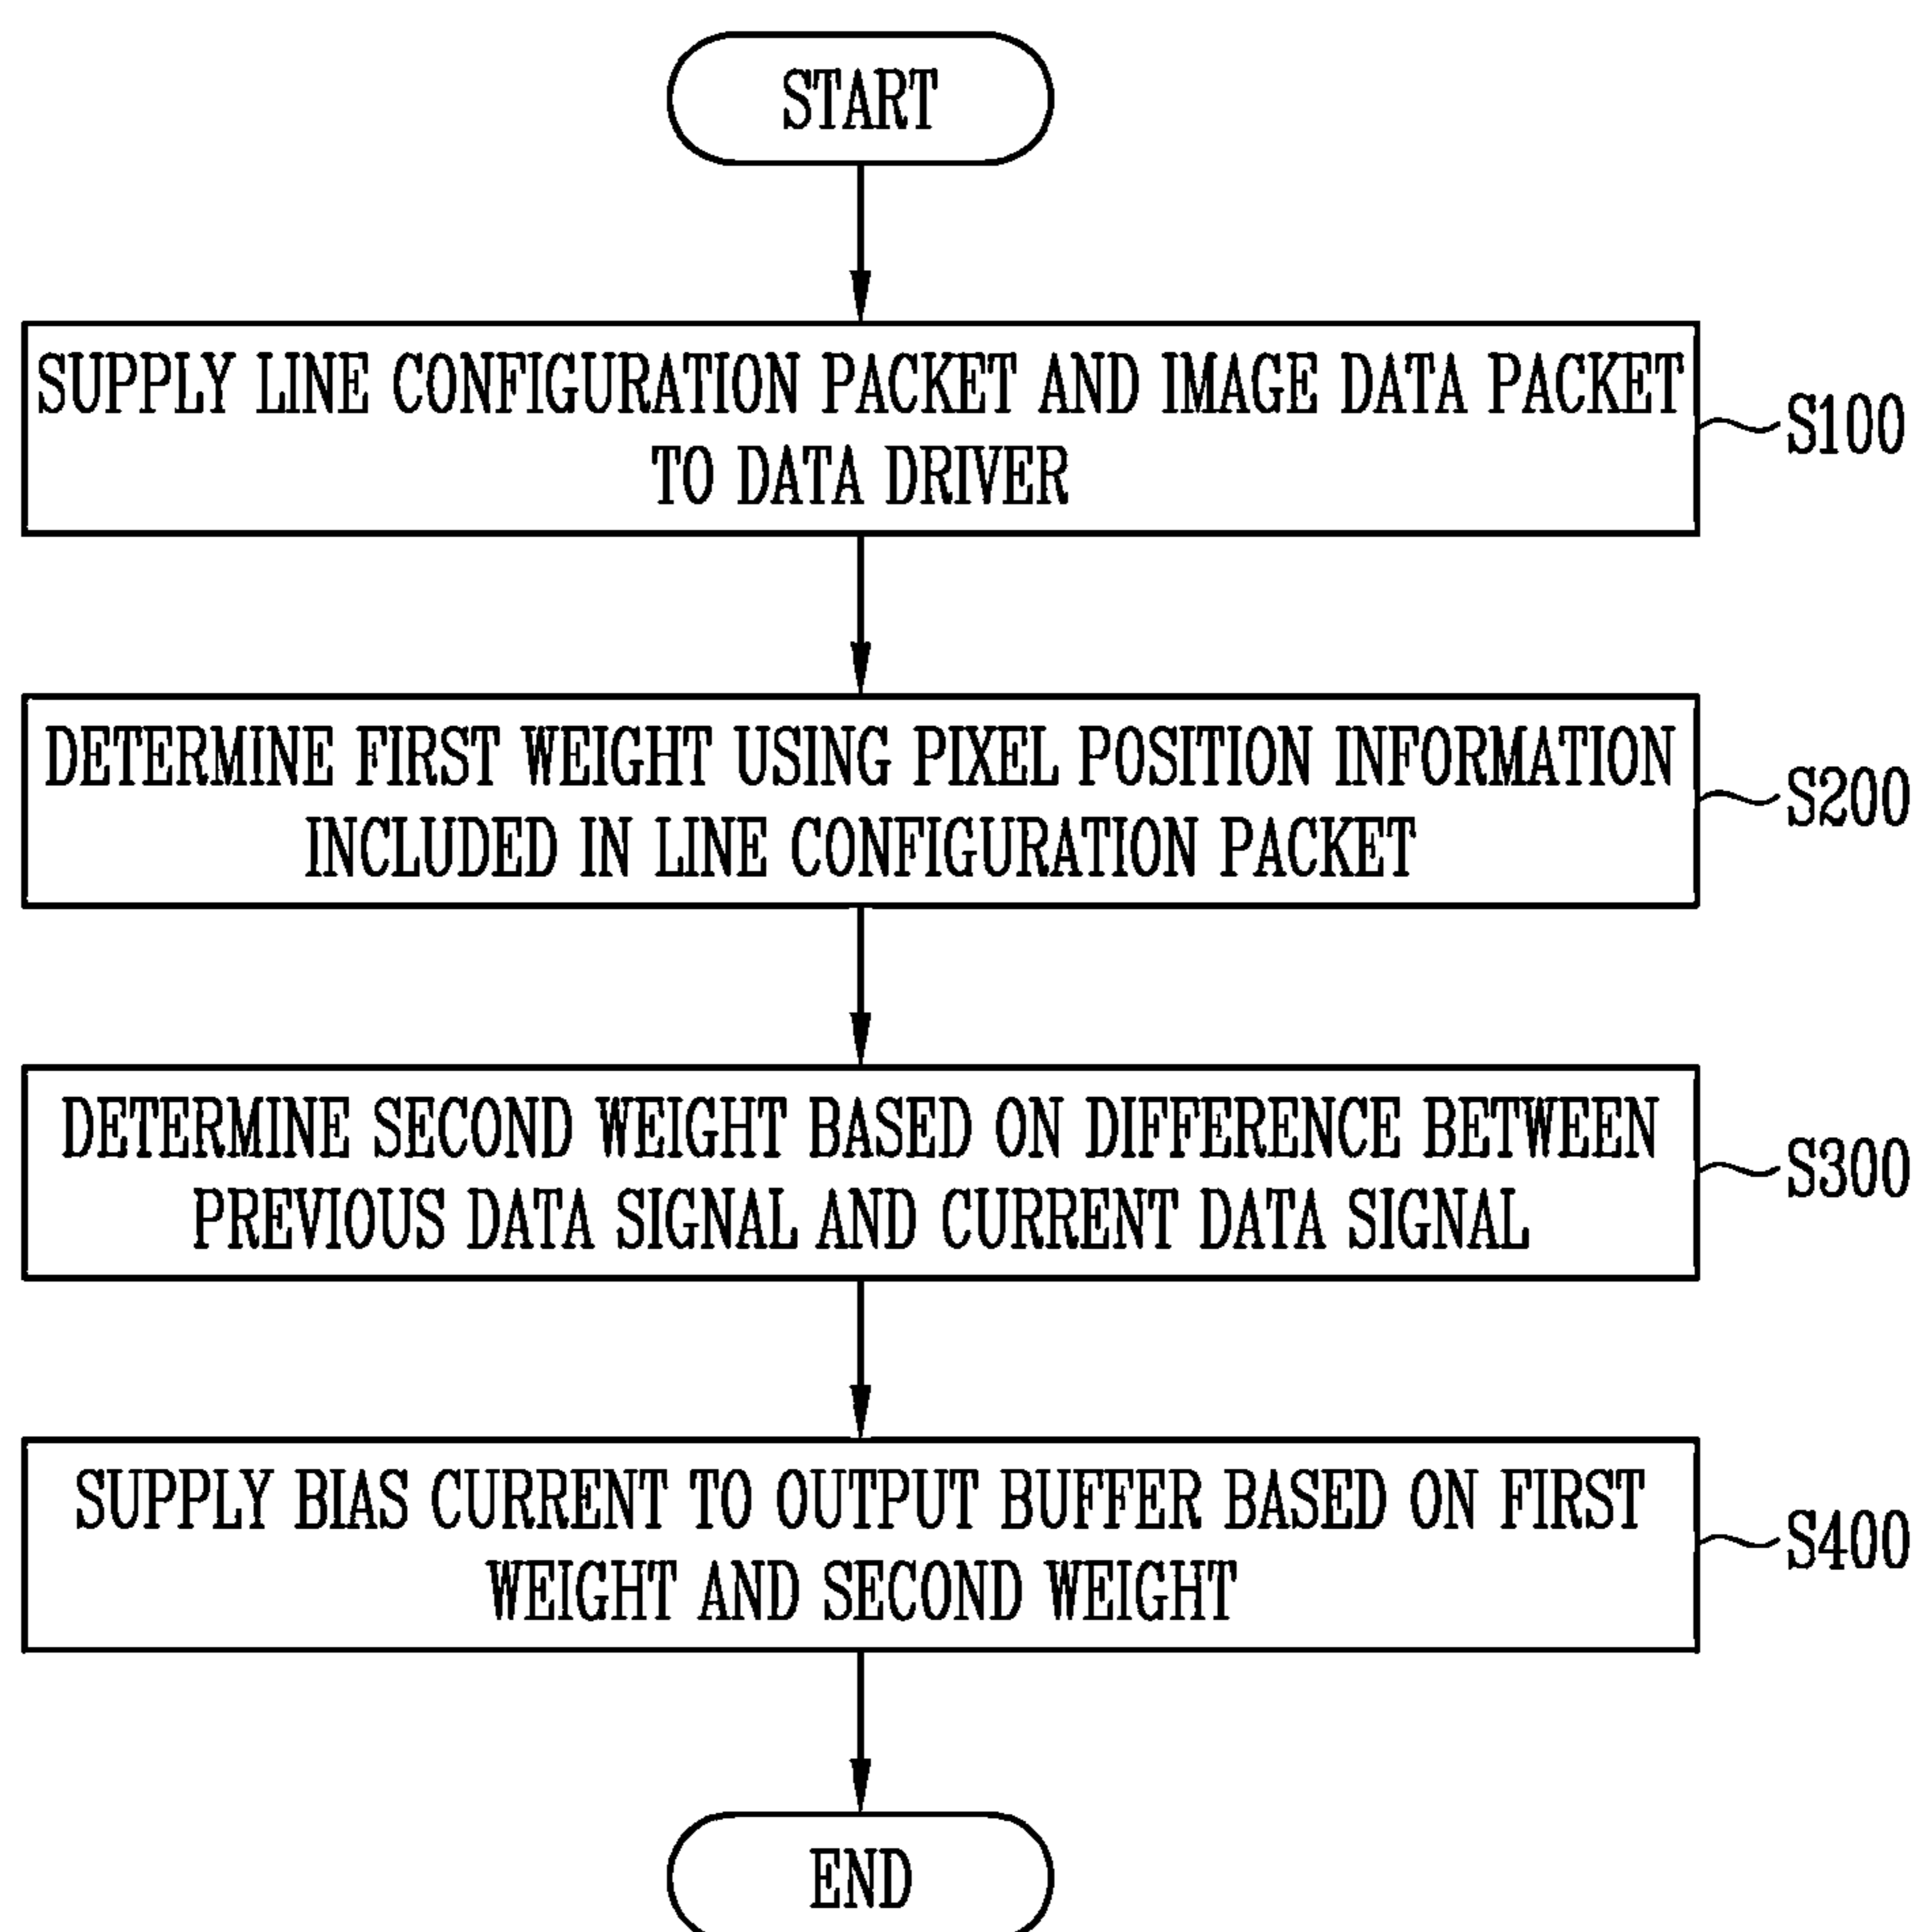 START
SUPPLY LINE CONFIGURATION PACKET AND IMAGE DATA PACKET
TO DATA DRIVER
S100
DETERMINE FIRST WEIGHT USING PIXEL POSITION INFORMATION
INCLUDED IN LINE CONFIGURATION PACKET
S200
DETERMINE SECOND WEIGHT BASED ON DIFFERENCE BETWEEN
PREVIOUS DATA SIGNAL AND CURRENT DATA SIGNAL
S300
SUPPLY BIAS CURRENT TO OUTPUT BUFFER BASED ON FIRST
WEIGHT AND SECOND WEIGHT
S400
END